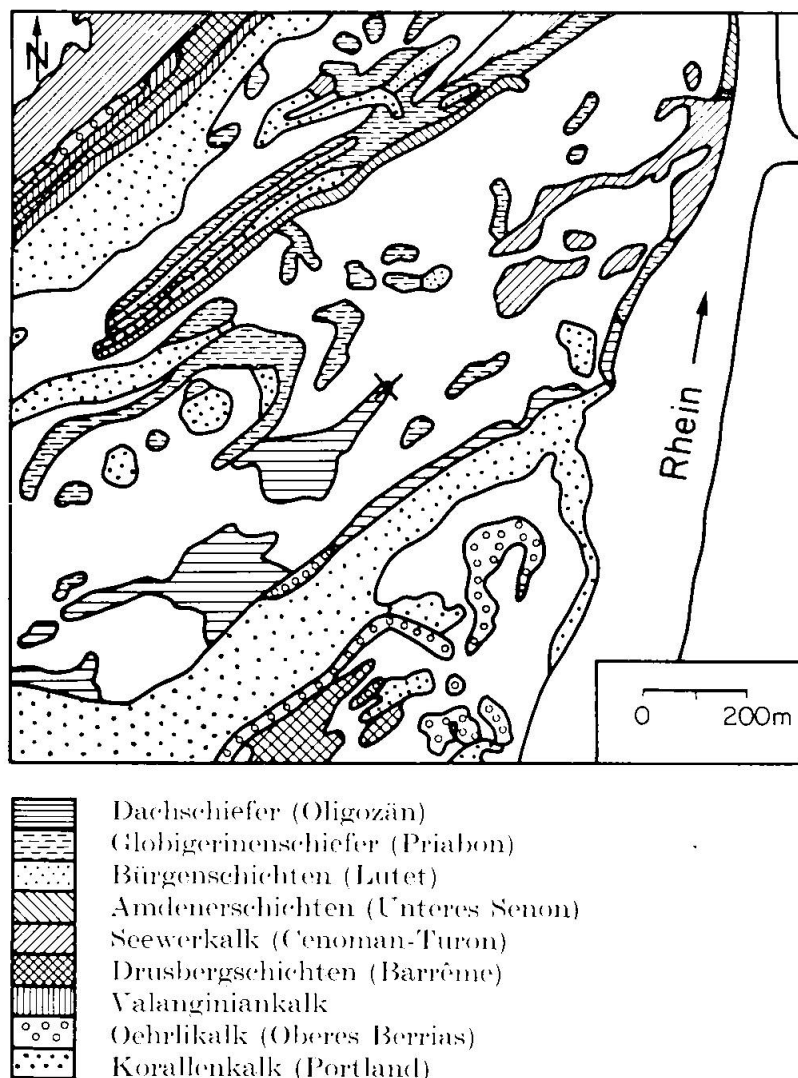 N
Rhein
0 200m
Dachschiefer (Oligozän)
Globigerinenschiefer (Priabon)
Bürgenschichten (Lutet)
Amdenerschichten (Unteres Senon)
Seewerkalk (Cenoman-Turon)
Drusbergschichten (Barrême)
Valanginiankalk
Oehrlikalk (Oberes Berrias)
Korallenkalk (Portland)